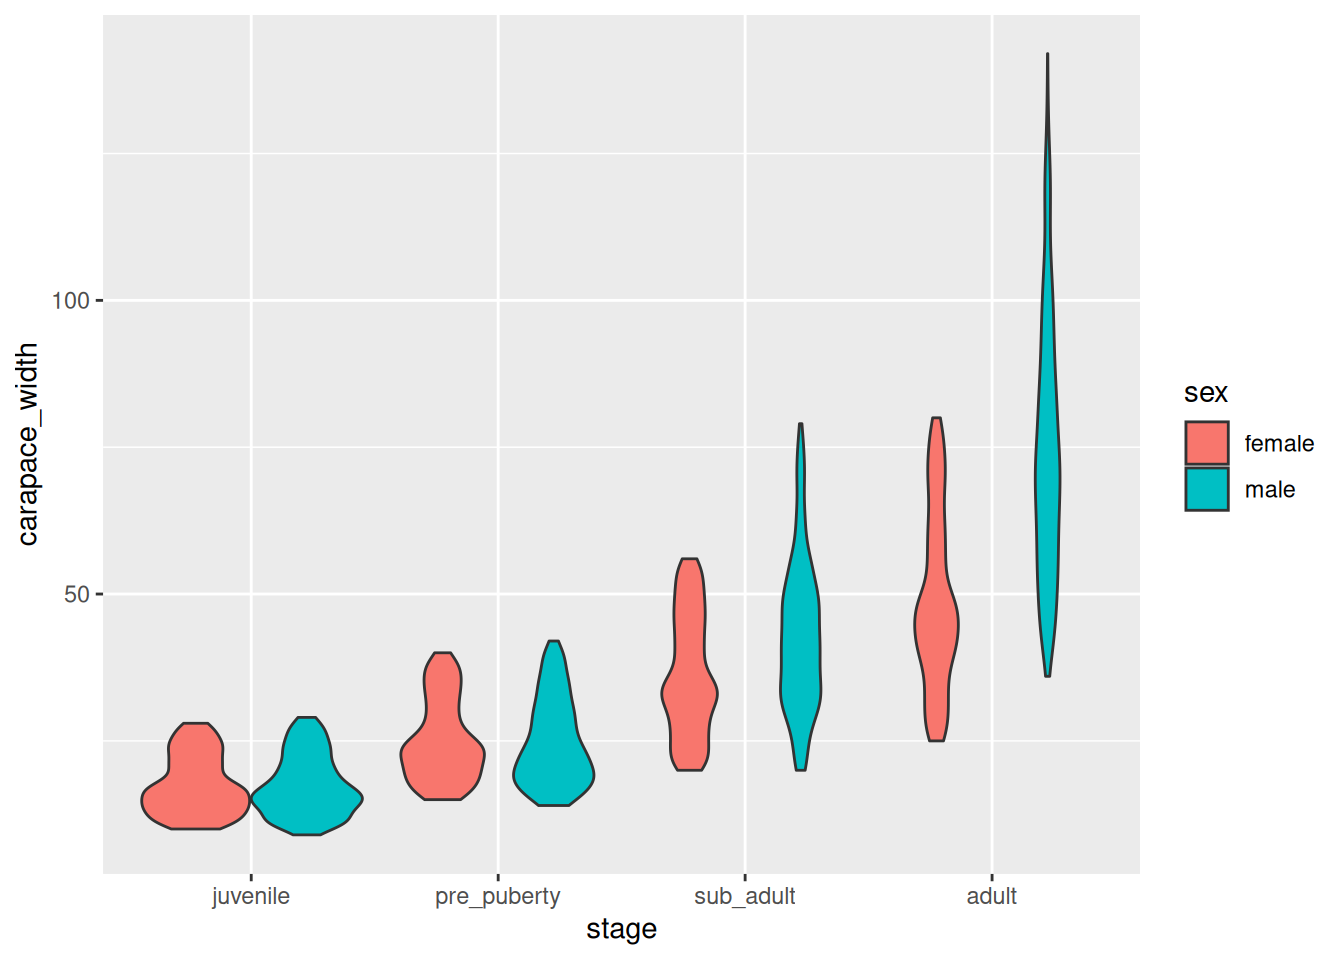 100
50
carapace_width
juvenile
pre_puberty
sub_adult
adult
stage
sex
female
male